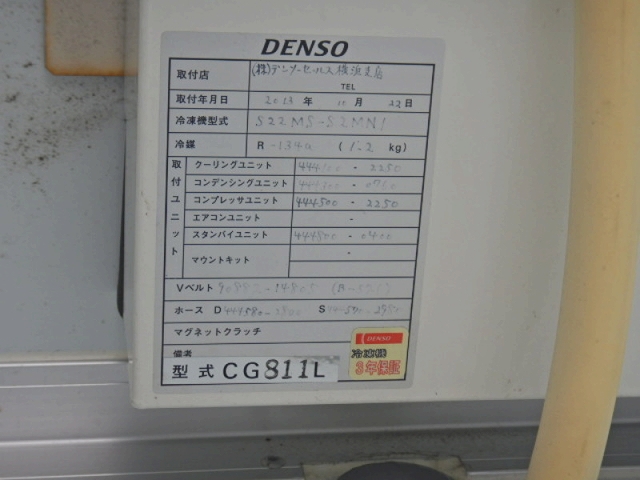 DENSO
取付店 (株)デンソーセールス横浜支店
TEL
取付年月日 2013 年 11 月 22 日
冷凍機型式 S22MS-S2MN1
冷媒 R -134a ( 1.2 kg)
取付ユニット
クーリングユニット - 2250
コンデンシングユニット -
コンプレッサユニット 444500 - 2250
エアコンユニット -
スタンバイユニット 444800 - 0400
マウントキット -
Vベルト
ホース D S
マグネットクラッチ
備考
型式 CG811L
DENSO
冷凍機
3年保証